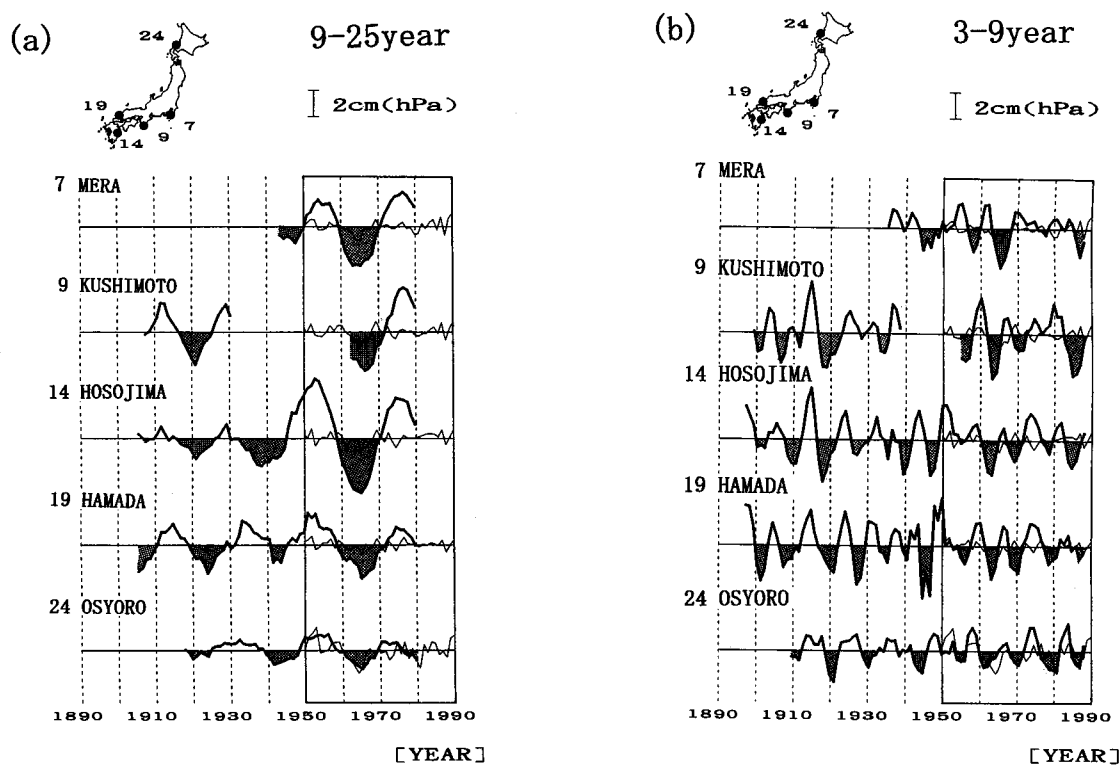 (a)
9-25year
24
2cm(hPa)
19
7
9
14
7 MERA
9 KUSHIMOTO
14 HOSOJIMA
19 HAMADA
24 OSYORO
1890 1910 1930 1950 1970 1990
[YEAR]
(b)
3-9year
24
2cm(hPa)
19
7
9
14
7 MERA
9 KUSHIMOTO
14 HOSOJIMA
19 HAMADA
24 OSYORO
1890 1910 1930 1950 1970 1990
[YEAR]